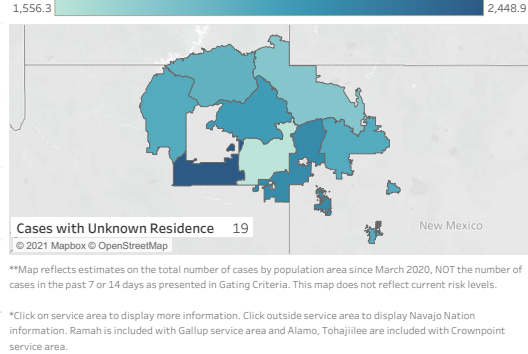 1,556.3 2,448.9
New Mexico
Cases with Unknown Residence 19
© 2021 Mapbox © OpenStreetMap
**Map reflects estimates on the total number of cases by population area since March 2020, NOT the number of
cases in the past 7 or 14 days as presented in Gating Criteria. This map does not reflect current risk levels.
*Click on service area to display more information. Click outside service area to display Navajo Nation
information. Ramah is included with Gallup service area and Alamo, Tohajiilee are included with Crownpoint
service area.